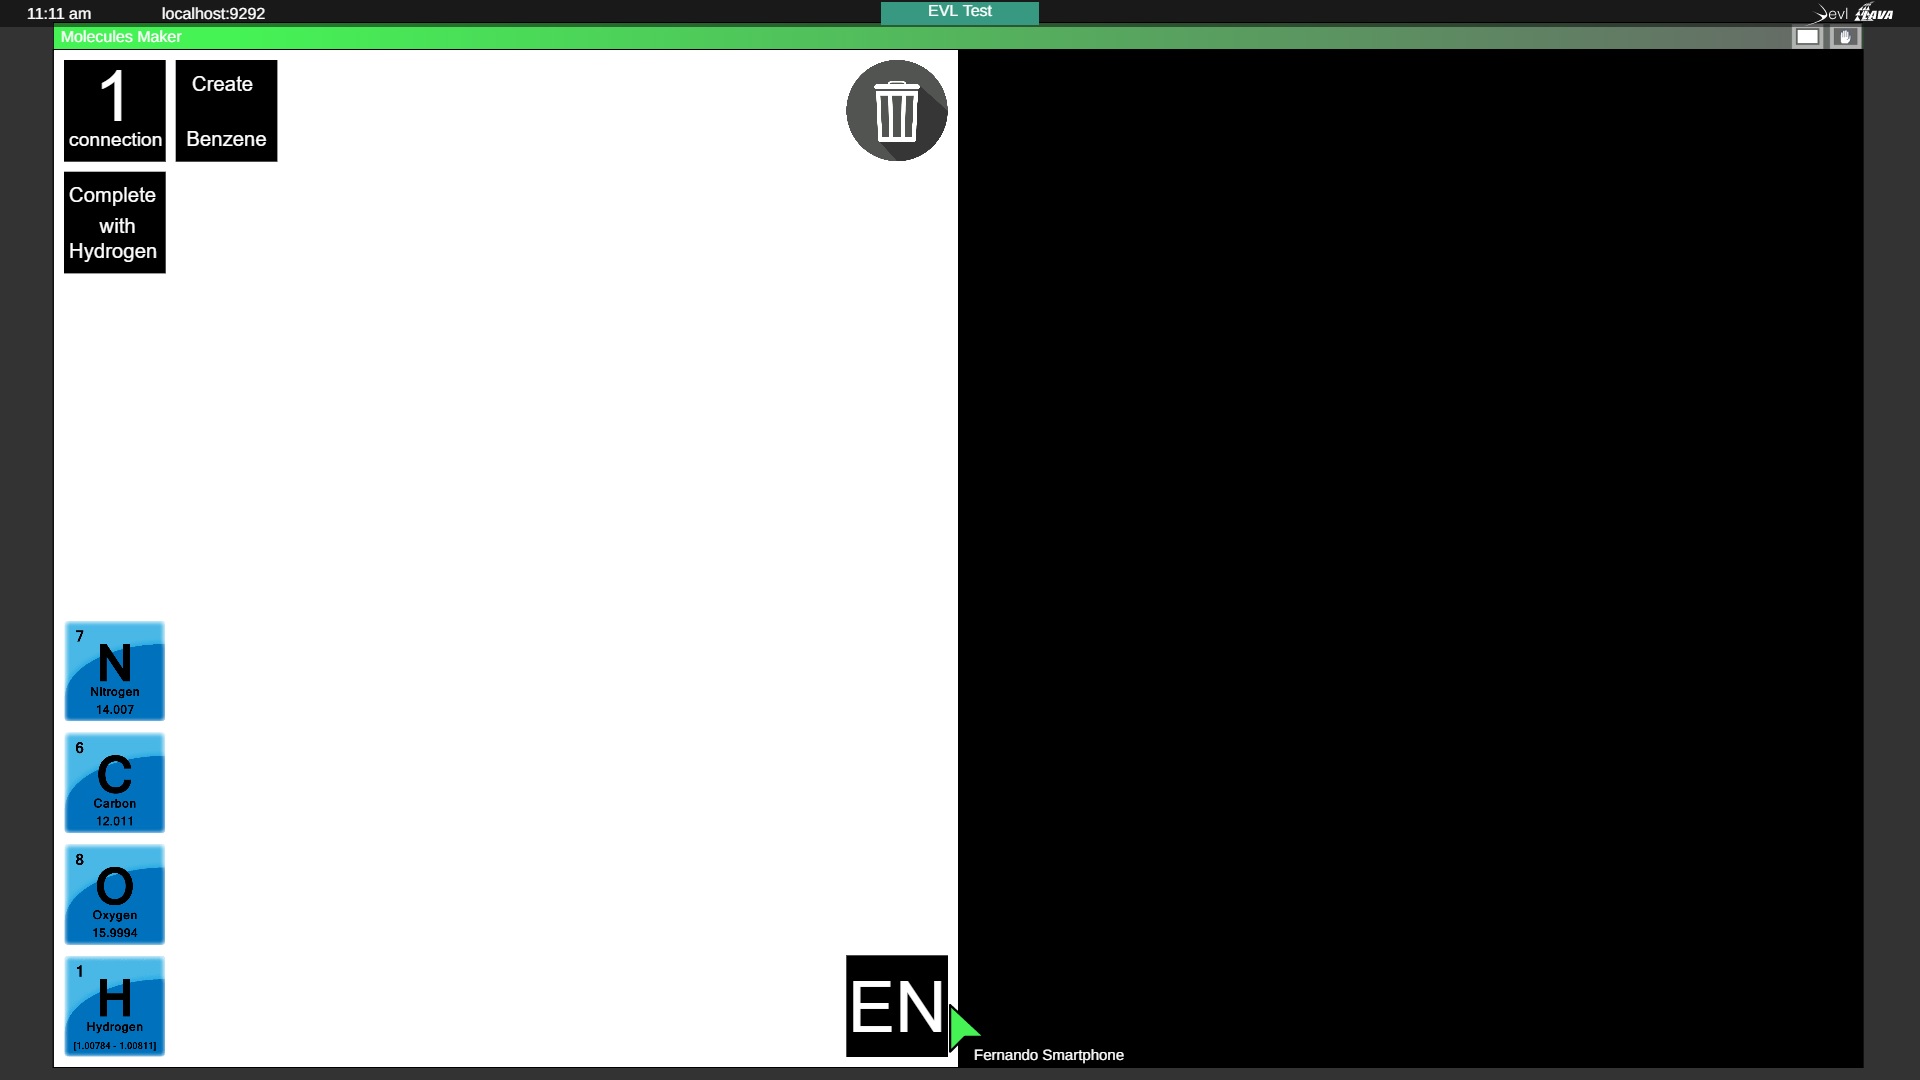 11:11 am
localhost:9292
EVL Test
evl
LAVA
Molecules Maker
1
connection
Create
Benzene
Complete
with
Hydrogen
7
N
Nitrogen
14.007
6
C
Carbon
12.011
8
O
Oxygen
15.9994
1
H
Hydrogen
[1.00784 - 1.00811]
EN
Fernando Smartphone